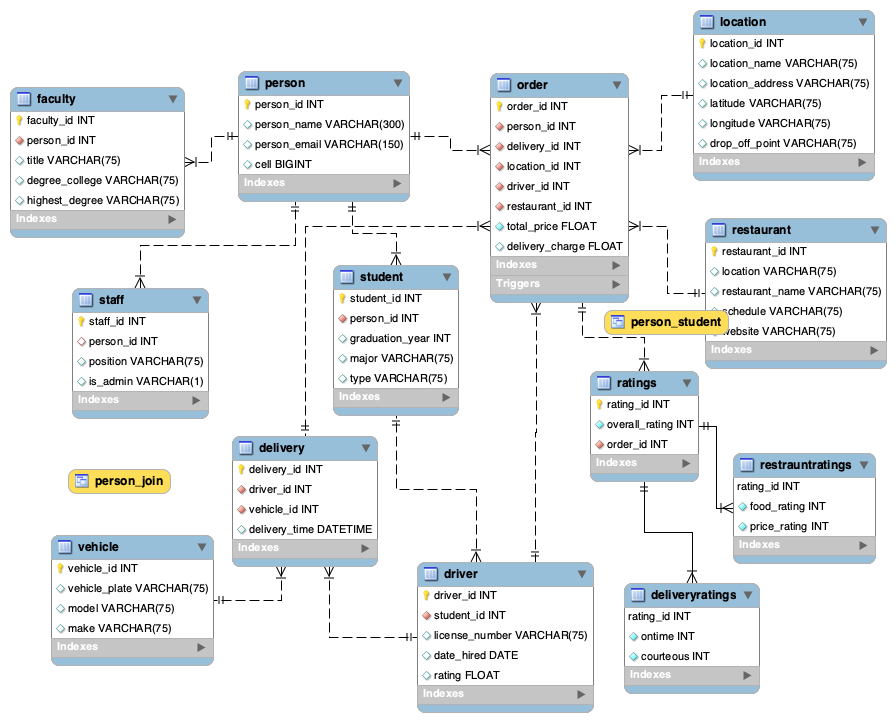 location
location_id INT
location_name VARCHAR(75)
location_address VARCHAR(75)
latitude VARCHAR(75)
longitude VARCHAR(75)
drop_off_point VARCHAR(75)
Indexes
person
person_id INT
person_name VARCHAR(300)
person_email VARCHAR(150)
cell BIGINT
Indexes
order
order_id INT
person_id INT
delivery_id INT
location_id INT
driver_id INT
restaurant_id INT
total_price FLOAT
delivery_charge FLOAT
Indexes
Triggers
faculty
faculty_id INT
person_id INT
title VARCHAR(75)
degree_college VARCHAR(75)
highest_degree VARCHAR(75)
Indexes
restaurant
restaurant_id INT
location VARCHAR(75)
restaurant_name VARCHAR(75)
schedule VARCHAR(75)
website VARCHAR(75)
Indexes
student
student_id INT
person_id INT
graduation_year INT
major VARCHAR(75)
type VARCHAR(75)
Indexes
staff
staff_id INT
person_id INT
position VARCHAR(75)
is_admin VARCHAR(1)
Indexes
person_student
ratings
rating_id INT
overall_rating INT
order_id INT
Indexes
delivery
delivery_id INT
driver_id INT
vehicle_id INT
delivery_time DATETIME
Indexes
restrauntratings
rating_id INT
food_rating INT
price_rating INT
Indexes
person_join
vehicle
vehicle_id INT
vehicle_plate VARCHAR(75)
model VARCHAR(75)
make VARCHAR(75)
Indexes
driver
driver_id INT
student_id INT
license_number VARCHAR(75)
date_hired DATE
rating FLOAT
Indexes
deliveryratings
rating_id INT
ontime INT
courteous INT
Indexes